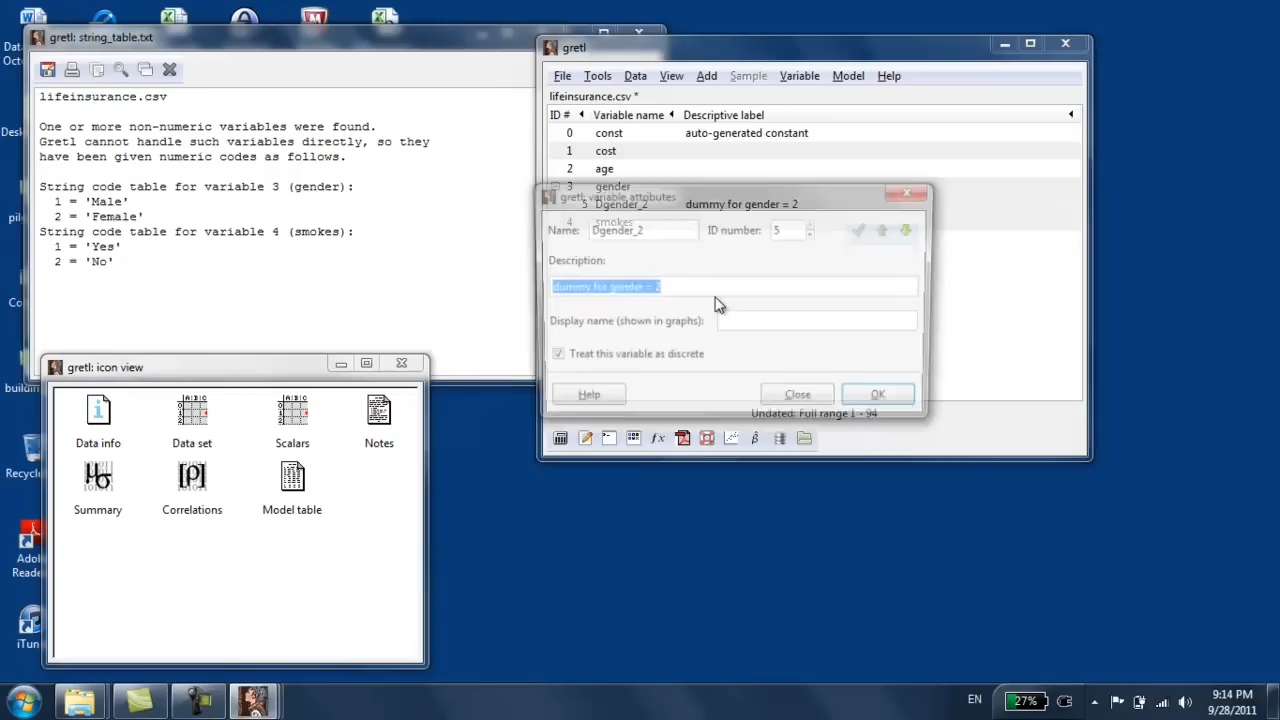 gretl: string_table.txt
lifeinsurance.csv
One or more non-numeric variables were found.
Gretl cannot handle such variables directly, so they
have been given numeric codes as follows.
String code table for variable 3 (gender):
1 = 'Male'
2 = 'Female'
String code table for variable 4 (smokes):
1 = 'Yes'
2 = 'No'
gretl
File Tools Data View Add Sample Variable Model Help
lifeinsurance.csv *
ID # Variable name Descriptive label
0 const auto-generated constant
1 cost
2 age
3 gender
5 Dgender_2 dummy for gender = 2
4 smokes
Undated: Full range 1 - 94
gretl: variable attributes
Name: Dgender_2 ID number: 5
Description:
dummy for gender = 2
Display name (shown in graphs):
Treat this variable as discrete
Help Close OK
gretl: icon view
Data info Data set Scalars Notes
Summary Correlations Model table
Recycle
Adob
Reade
iTun
EN
27%
9:14 PM
9/28/2011